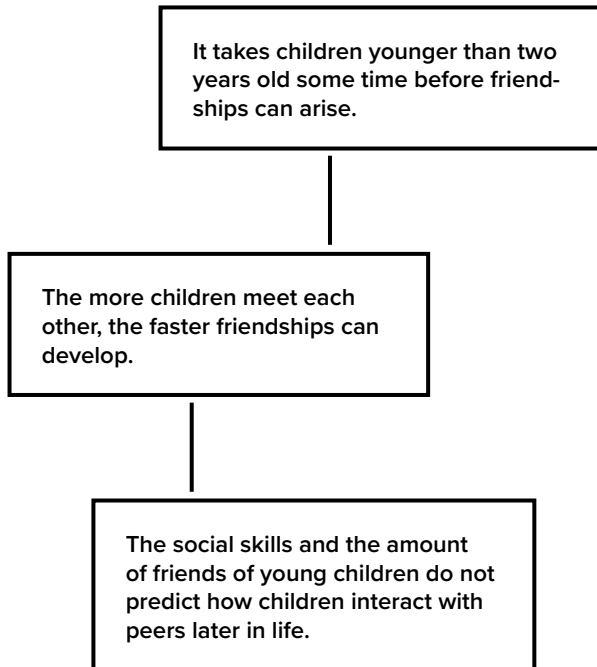 It takes children younger than two
years old some time before friend-
ships can arise.
The more children meet each
other, the faster friendships can
develop.
The social skills and the amount
of friends of young children do not
predict how children interact with
peers later in life.